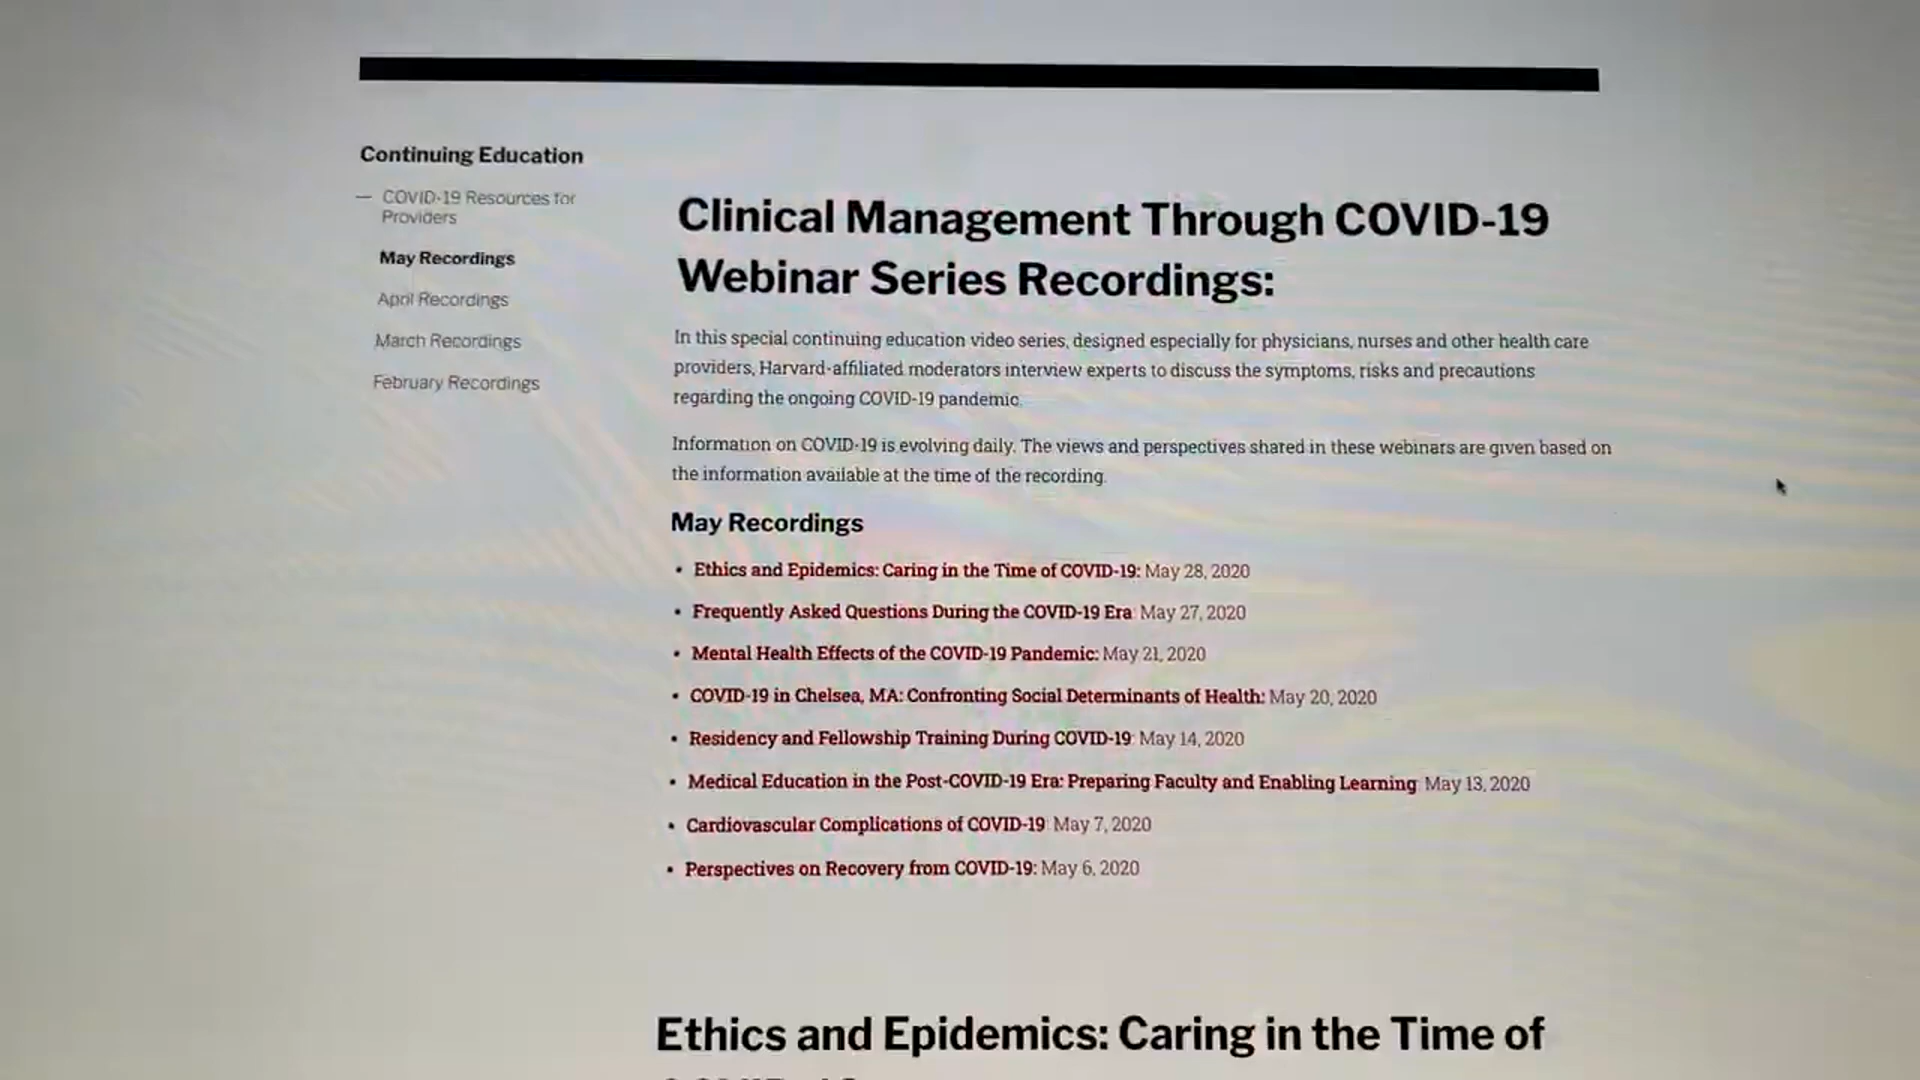 Continuing Education
— COVID-19 Resources for
Providers
May Recordings
April Recordings
March Recordings
February Recordings
Clinical Management Through COVID-19
Webinar Series Recordings:
In this special continuing education video series, designed especially for physicians, nurses and other health care
providers, Harvard-affiliated moderators interview experts to discuss the symptoms, risks and precautions
regarding the ongoing COVID-19 pandemic.
Information on COVID-19 is evolving daily. The views and perspectives shared in these webinars are given based on
the information available at the time of the recording.
May Recordings
• Ethics and Epidemics: Caring in the Time of COVID-19: May 28, 2020
• Frequently Asked Questions During the COVID-19 Era: May 27, 2020
• Mental Health Effects of the COVID-19 Pandemic: May 21, 2020
• COVID-19 in Chelsea, MA: Confronting Social Determinants of Health: May 20, 2020
• Residency and Fellowship Training During COVID-19: May 14, 2020
• Medical Education in the Post-COVID-19 Era: Preparing Faculty and Enabling Learning: May 13, 2020
• Cardiovascular Complications of COVID-19: May 7, 2020
• Perspectives on Recovery from COVID-19: May 6, 2020
Ethics and Epidemics: Caring in the Time of